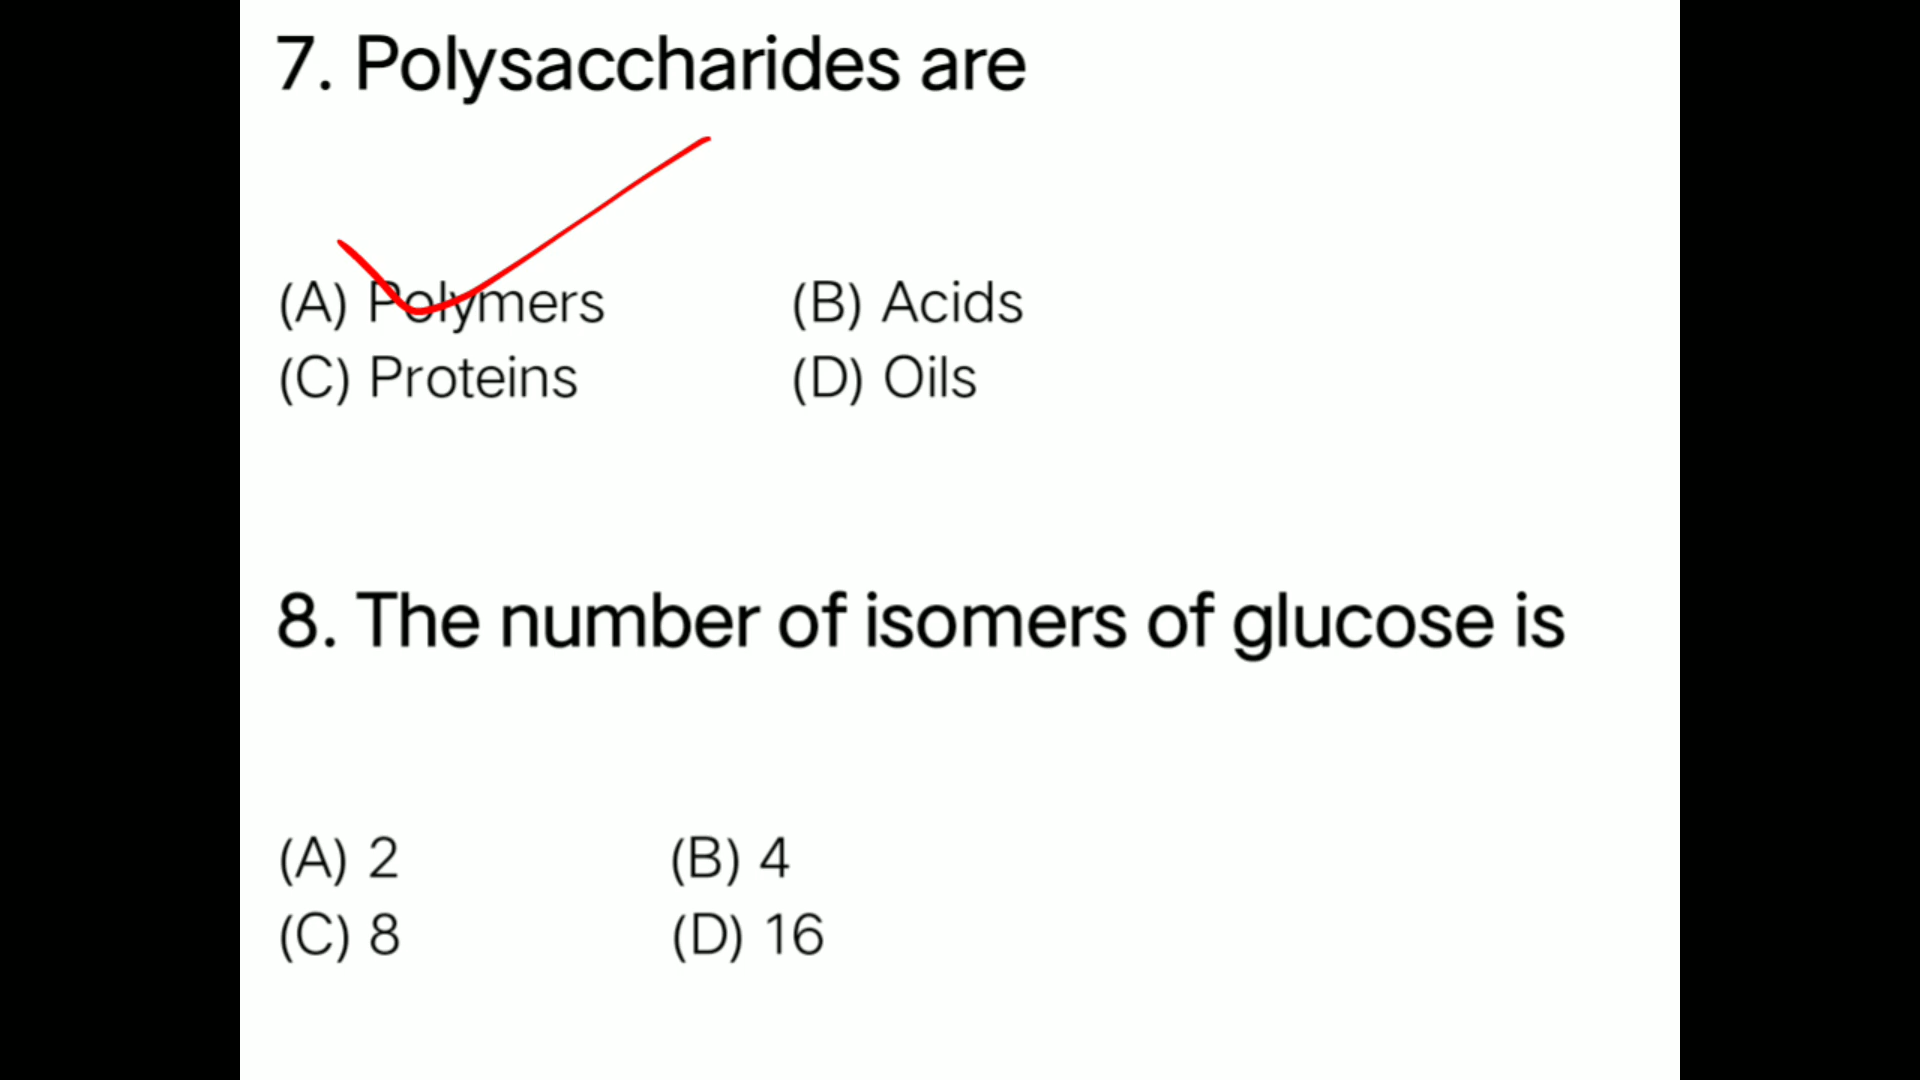 7. Polysaccharides are
(A) Polymers (B) Acids
(C) Proteins (D) Oils
8. The number of isomers of glucose is
(A) 2 (B) 4
(C) 8 (D) 16